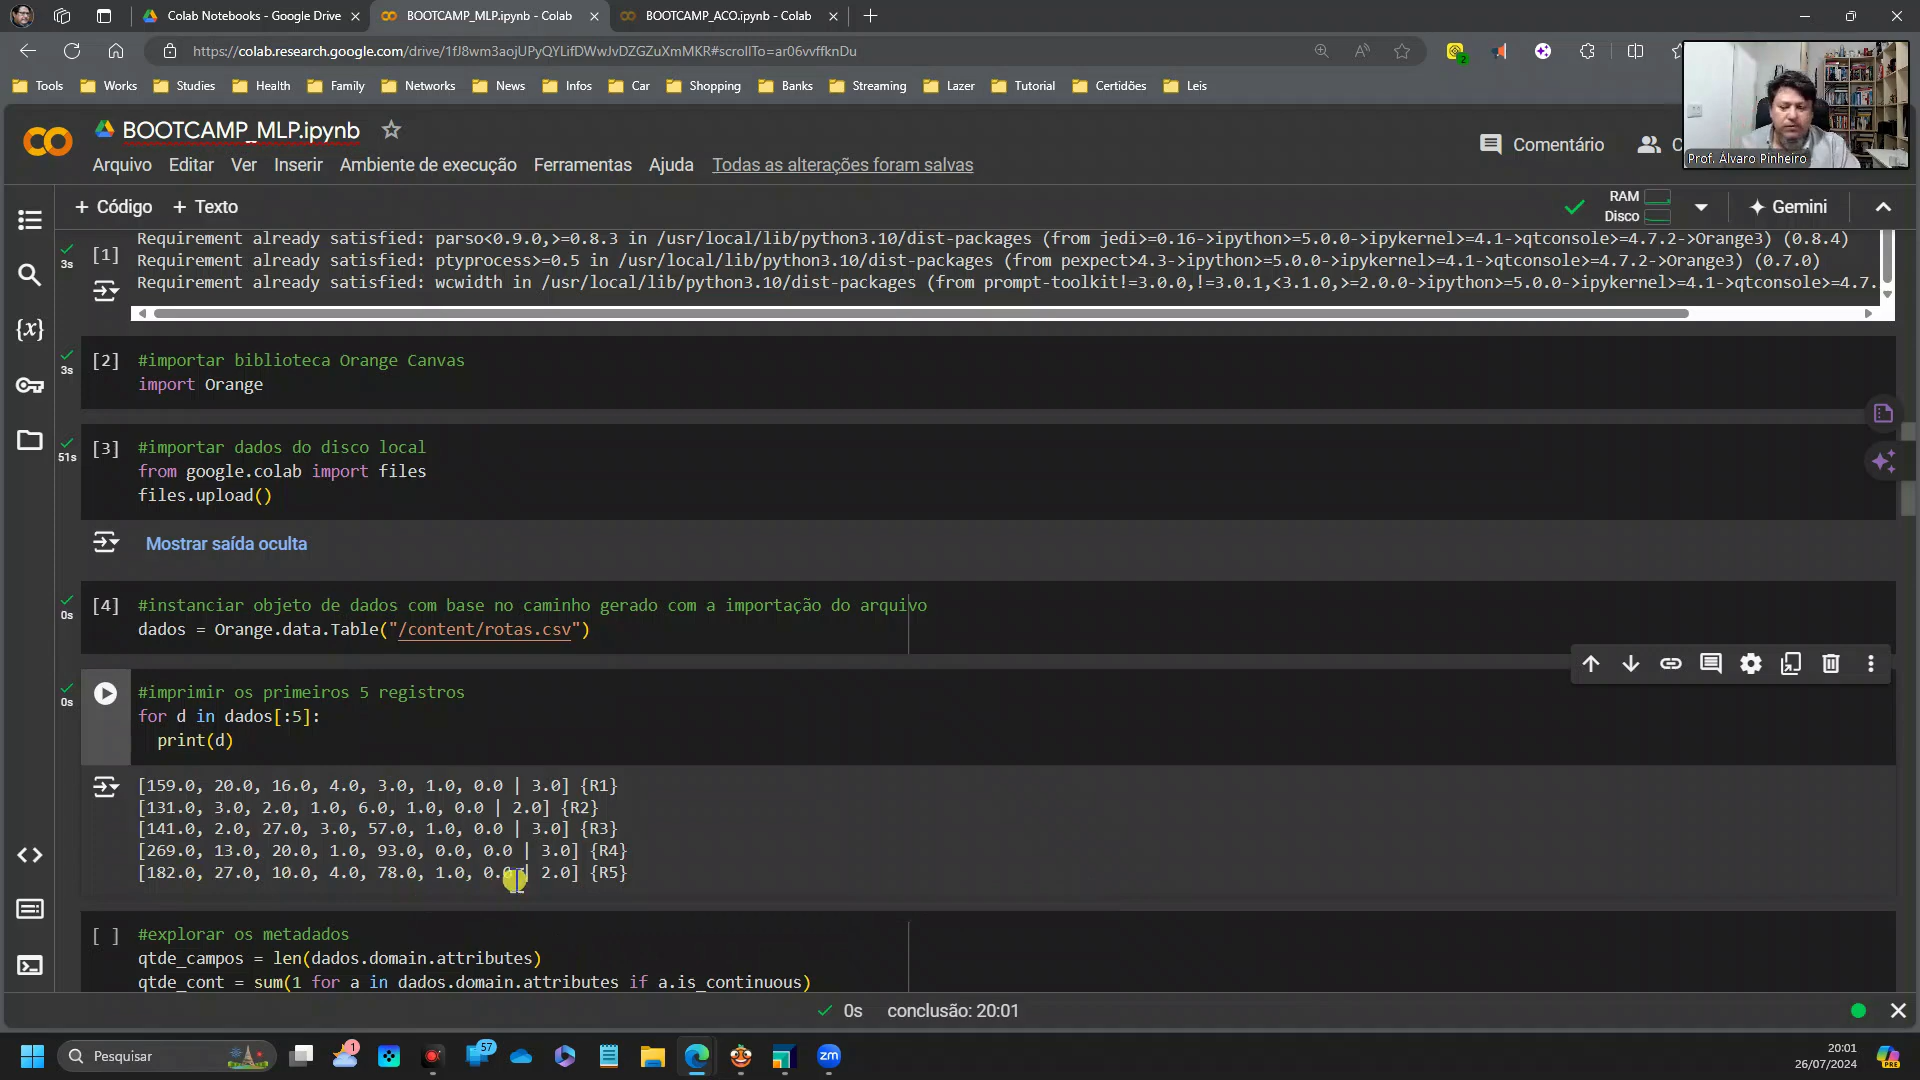 Colab Notebooks - Google Drive
BOOTCAMP_MLP.ipynb - Colab
BOOTCAMP_ACO.ipynb - Colab
https://colab.research.google.com/drive/1fJ8wm3aojUPyQYLifDWwJvDZGZuXmMKR#scrollTo=ar06vvffknDu
2
Tools Works Studies Health Family Networks News Infos Car Shopping Banks Streaming Lazer Tutorial Certidões Leis
Prof. Álvaro Pinheiro
BOOTCAMP_MLP.ipynb
Comentário
Arquivo Editar Ver Inserir Ambiente de execução Ferramentas Ajuda Todas as alterações foram salvas
+ Código + Texto
RAM
Disco
Gemini
3s
[1]
Requirement already satisfied: parso<0.9.0,>=0.8.3 in /usr/local/lib/python3.10/dist-packages (from jedi>=0.16->ipython>=5.0.0->ipykernel>=4.1->qtconsole>=4.7.2->Orange3) (0.8.4)
Requirement already satisfied: ptyprocess>=0.5 in /usr/local/lib/python3.10/dist-packages (from pexpect>4.3->ipython>=5.0.0->ipykernel>=4.1->qtconsole>=4.7.2->Orange3) (0.7.0)
Requirement already satisfied: wcwidth in /usr/local/lib/python3.10/dist-packages (from prompt-toolkit!=3.0.0,!=3.0.1,<3.1.0,>=2.0.0->ipython>=5.0.0->ipykernel>=4.1->qtconsole>=4.7.
3s
[2]
#importar biblioteca Orange Canvas
import Orange
51s
[3]
#importar dados do disco local
from google.colab import files
files.upload()
Mostrar saída oculta
0s
[4]
#instanciar objeto de dados com base no caminho gerado com a importação do arquivo
dados = Orange.data.Table("/content/rotas.csv")
0s
#imprimir os primeiros 5 registros
for d in dados[:5]:
print(d)
[159.0, 20.0, 16.0, 4.0, 3.0, 1.0, 0.0 | 3.0] {R1}
[131.0, 3.0, 2.0, 1.0, 6.0, 1.0, 0.0 | 2.0] {R2}
[141.0, 2.0, 27.0, 3.0, 57.0, 1.0, 0.0 | 3.0] {R3}
[269.0, 13.0, 20.0, 1.0, 93.0, 0.0, 0.0 | 3.0] {R4}
[182.0, 27.0, 10.0, 4.0, 78.0, 1.0, 0.0 | 2.0] {R5}
[ ]
#explorar os metadados
qtde_campos = len(dados.domain.attributes)
qtde_cont = sum(1 for a in dados.domain.attributes if a.is_continuous)
0s conclusão: 20:01
Pesquisar
1
57
zm
20:01
26/07/2024
PRE